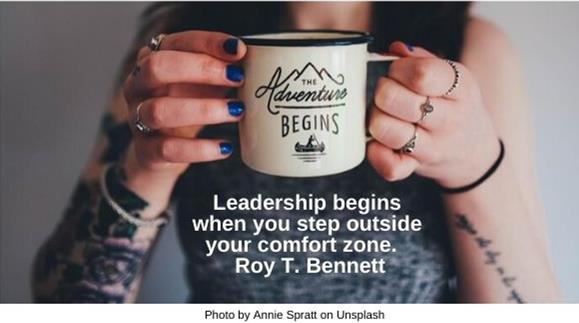 THE
Adventure
BEGINS
Leadership begins
when you step outside
your comfort zone.
Roy T. Bennett
Photo by Annie Spratt on Unsplash